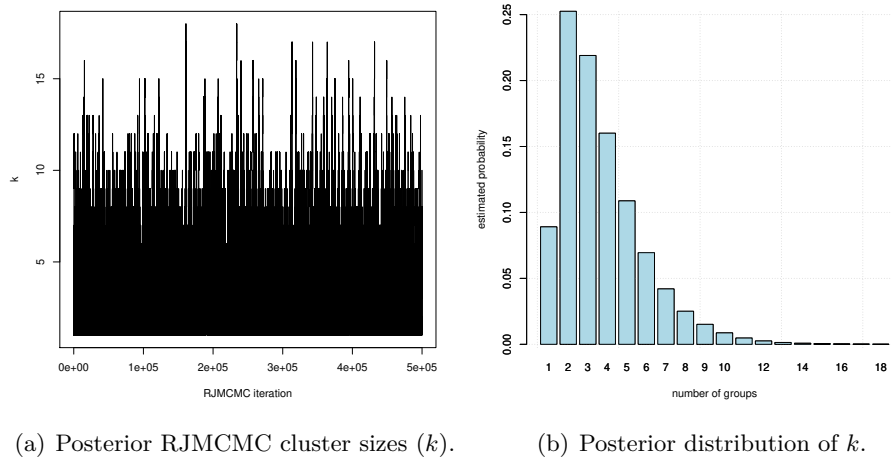 15
10
5
k
0e+00 1e+05 2e+05 3e+05 4e+05 5e+05
RJMCMC iteration
(a) Posterior RJMCMC cluster sizes (k).
0.25
0.20
0.15
0.10
0.05
0.00
estimated probability
1 2 3 4 5 6 7 8 9 10 12 14 16 18
number of groups
(b) Posterior distribution of k.